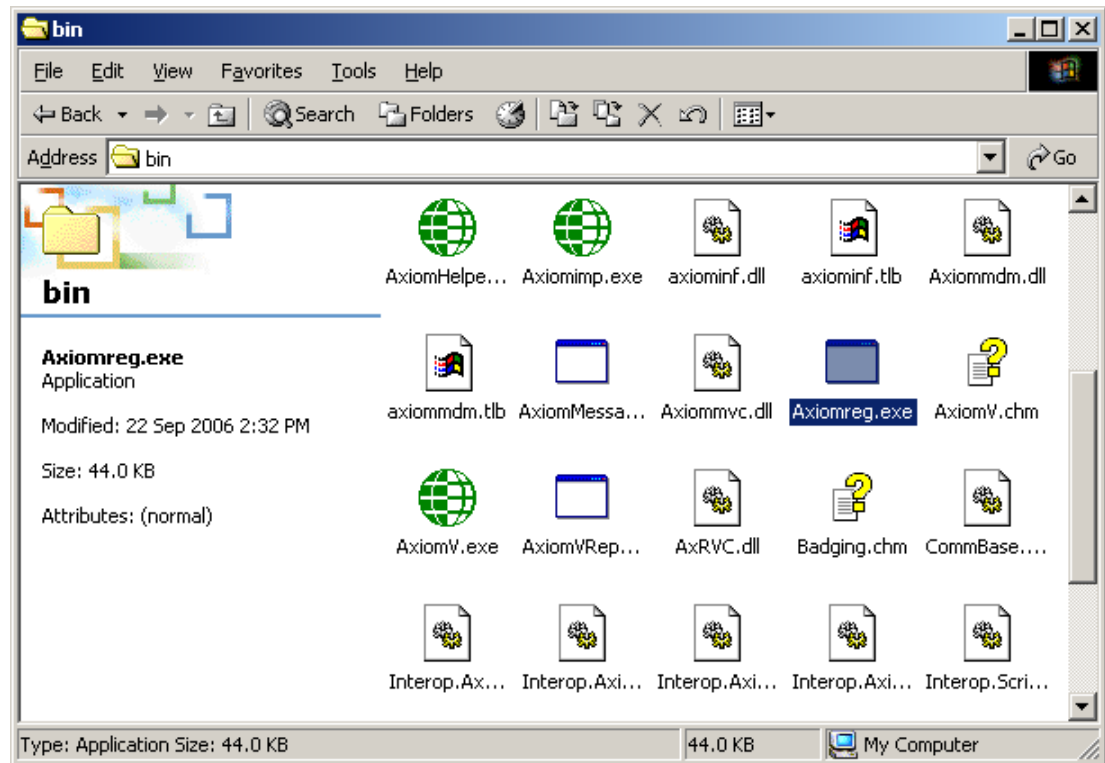 bin
File Edit View Favorites Tools Help
Back Search Folders
Address bin Go
bin
Axiomreg.exe
Application
Modified: 22 Sep 2006 2:32 PM
Size: 44.0 KB
Attributes: (normal)
AxiomHelpe... Axiomimp.exe axiominf.dll axiominf.tlb Axiommdm.dll
axiommdm.tlb AxiomMessa... Axiommvc.dll Axiomreg.exe AxiomV.chm
AxiomV.exe AxiomVRep... AxRVC.dll Badging.chm CommBase....
Interop.Ax... Interop.Axi... Interop.Axi... Interop.Axi... Interop.Scri...
Type: Application Size: 44.0 KB 44.0 KB My Computer